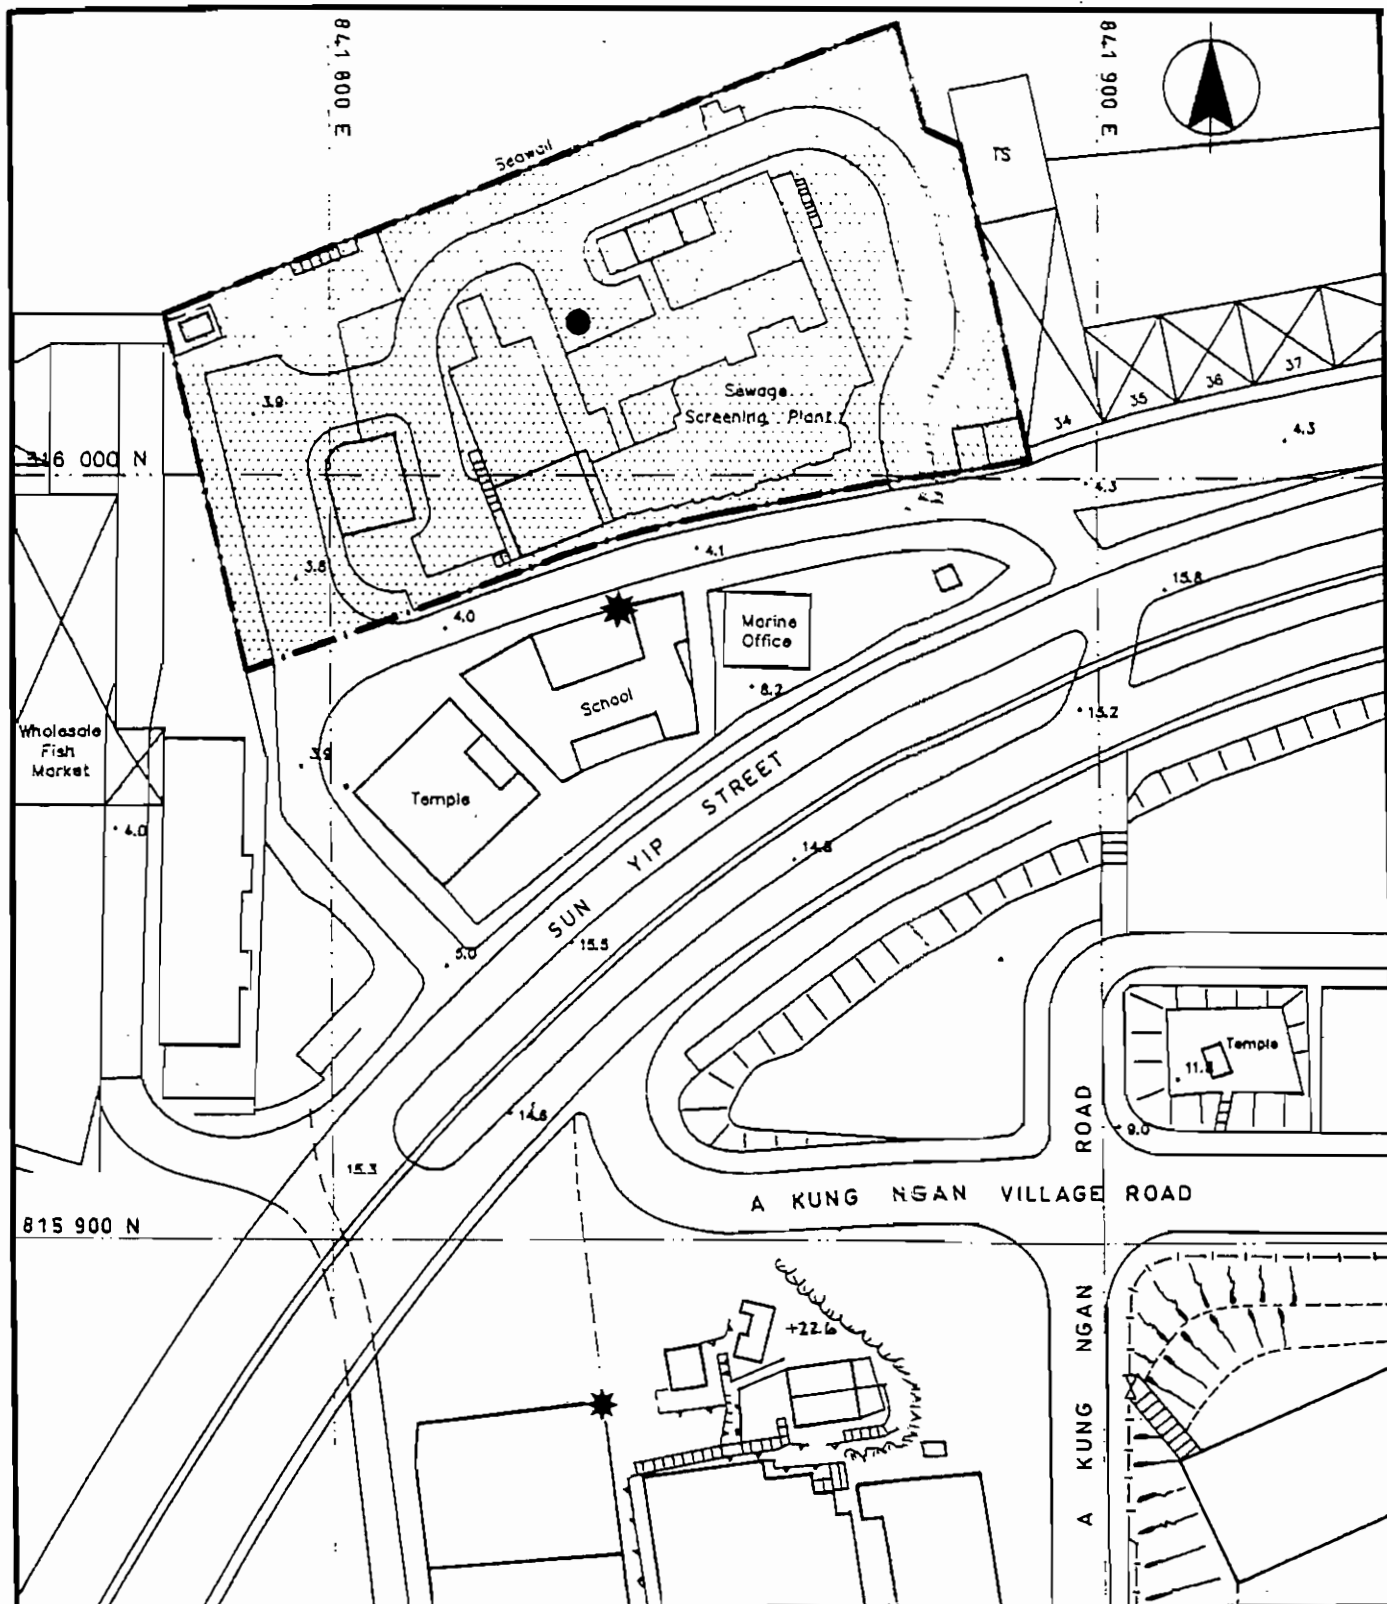 841 800 E
841 900 E
Seawall
TS
3.9
Sewage
Screening Plant
37
36
35
34
4.3
816 000 N
4.3
4.1
3.8
15.8
4.0
Marine
Office
8.2
School
15.2
Wholesale
Fish
Market
3.9
Temple
SUN YIP STREET
4.0
14.8
15.5
5.0
Temple
11.8
14.6
9.0
ROAD
15.3
A KUNG NGAN VILLAGE ROAD
815 900 N
+22.6
A KUNG NGAN